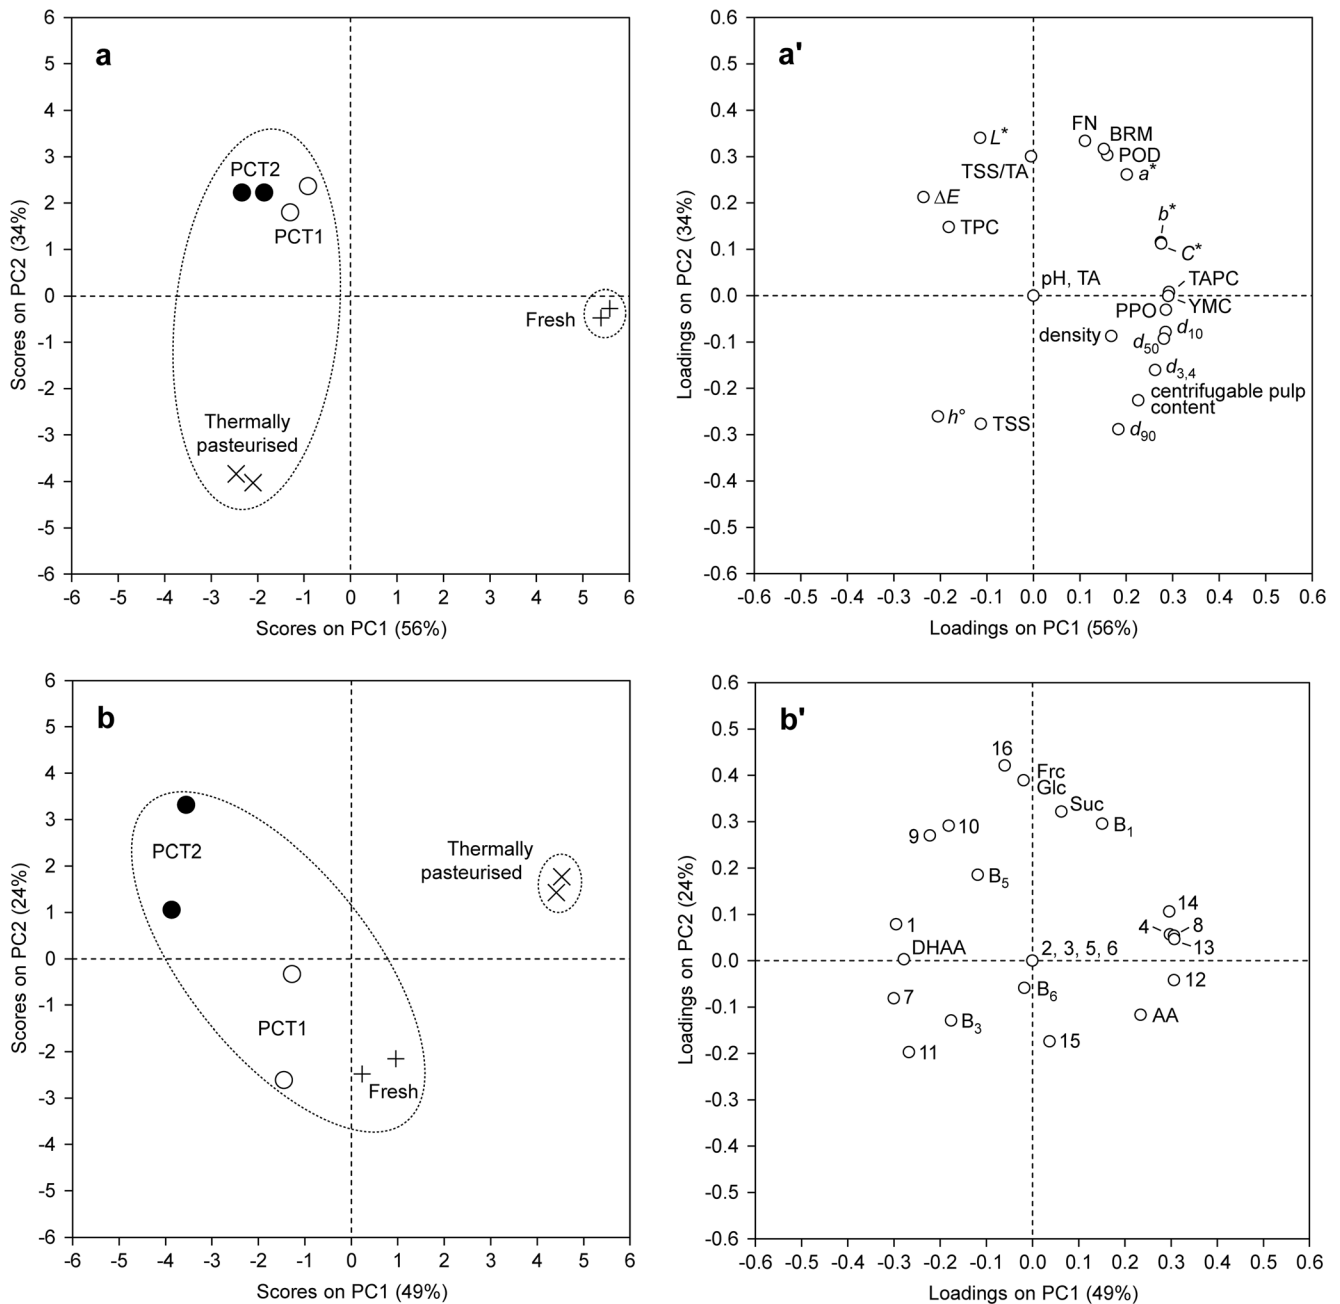 a
6
5
4
3
2
1
0
-1
-2
-3
-4
-5
-6
Scores on PC2 (34%)
PCT2
PCT1
Fresh
Thermally
pasteurised
-6 -5 -4 -3 -2 -1 0 1 2 3 4 5 6
Scores on PC1 (56%)
a'
0.6
0.5
0.4
0.3
0.2
0.1
0.0
-0.1
-0.2
-0.3
-0.4
-0.5
-0.6
Loadings on PC2 (34%)
FN
L*
BRM
POD
TSS/TA
a*
ΔE
TPC
b*
C*
pH, TA
TAPC
YMC
PPO
d10
density
d50
d3,4
centrifugable pulp
content
h°
TSS
d90
-0.6 -0.5 -0.4 -0.3 -0.2 -0.1 0.0 0.1 0.2 0.3 0.4 0.5 0.6
Loadings on PC1 (56%)
b
6
5
4
3
2
1
0
-1
-2
-3
-4
-5
-6
Scores on PC2 (24%)
PCT2
Thermally
pasteurised
PCT1
Fresh
-6 -5 -4 -3 -2 -1 0 1 2 3 4 5 6
Scores on PC1 (49%)
b'
0.6
0.5
0.4
0.3
0.2
0.1
0.0
-0.1
-0.2
-0.3
-0.4
-0.5
-0.6
Loadings on PC2 (24%)
16
Frc
Glc
Suc
B1
9
10
B5
14
1
4
8
13
DHAA
2, 3, 5, 6
12
7
B6
AA
B3
15
11
-0.6 -0.5 -0.4 -0.3 -0.2 -0.1 0.0 0.1 0.2 0.3 0.4 0.5 0.6
Loadings on PC1 (49%)